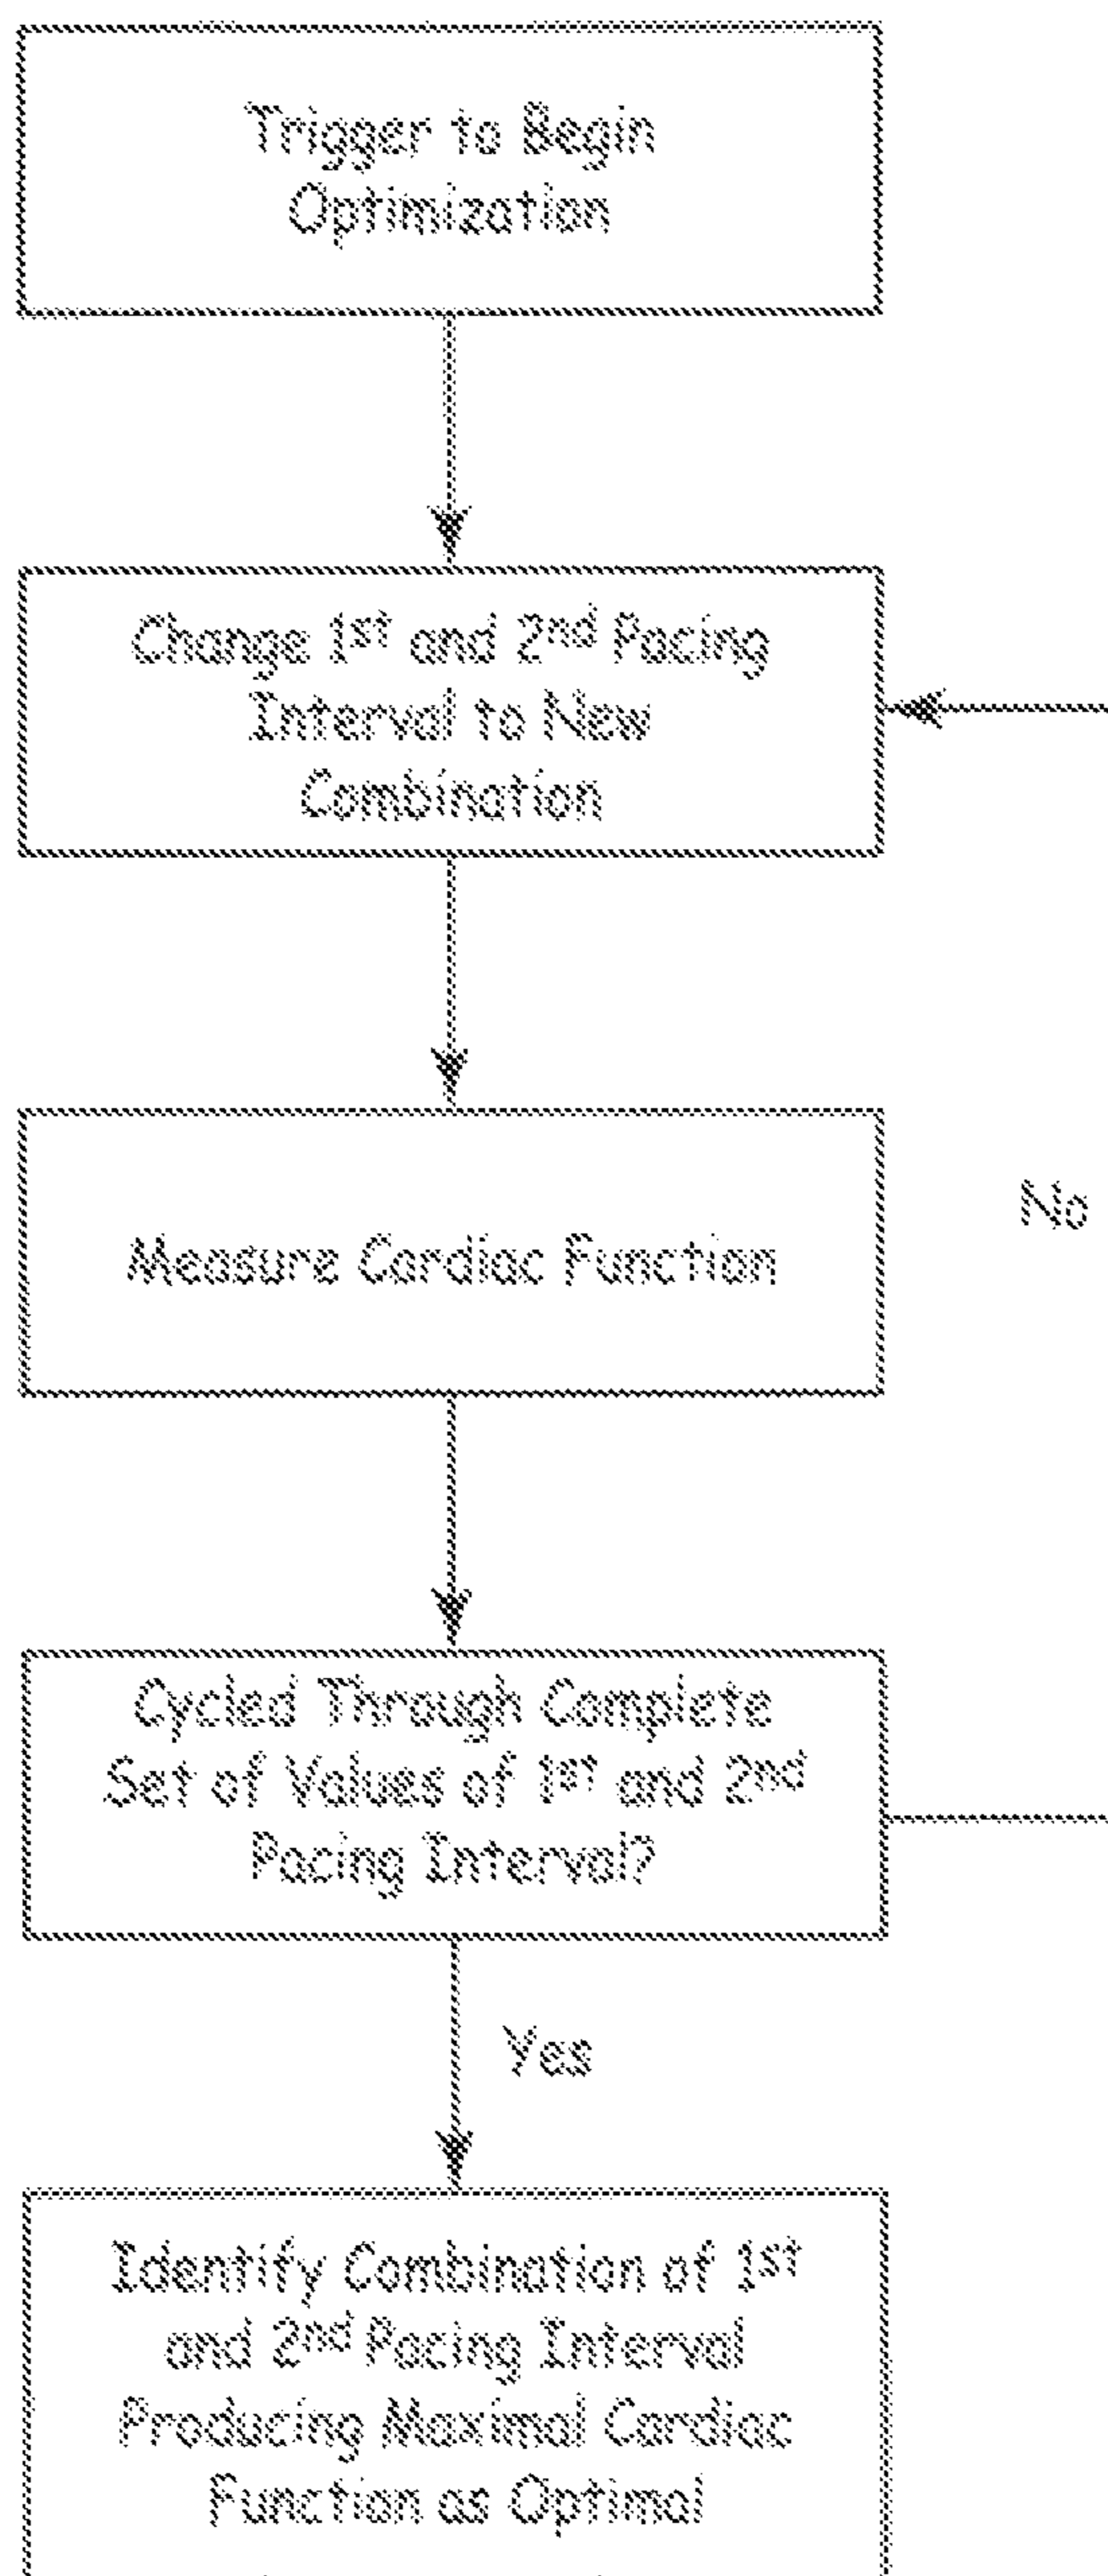 Trigger to Begin
Optimization
Change 1st and 2nd Pacing
Interval to New
Combination
No
Measure Cardiac Function
Cycled Through Complete
Set of Values of 1st and 2nd
Pacing Interval?
Yes
Identify Combination of 1st
and 2nd Pacing Interval
Producing Maximal Cardiac
Function as Optimal